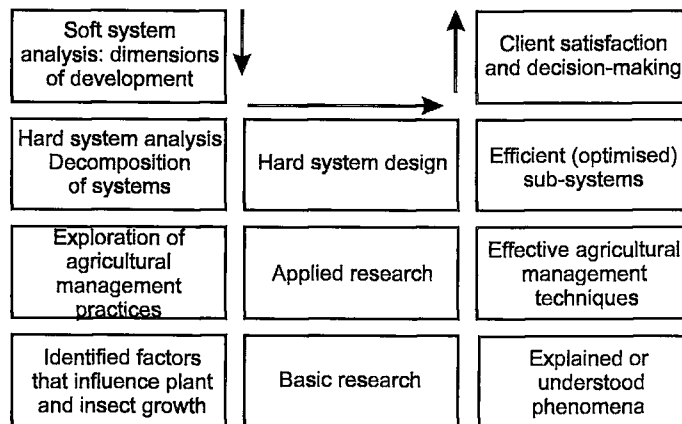 Soft system
analysis: dimensions
of development
Client satisfaction
and decision-making
Hard system analysis
Decomposition
of systems
Hard system design
Efficient (optimised)
sub-systems
Exploration of
agricultural
management
practices
Applied research
Effective agricultural
management
techniques
Identified factors
that influence plant
and insect growth
Basic research
Explained or
understood
phenomena